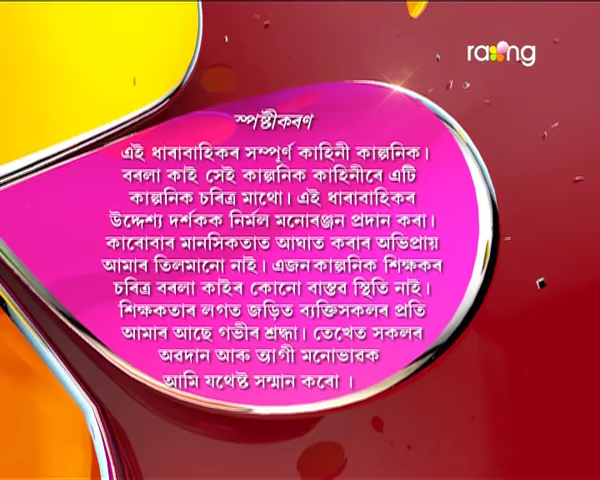 rang
স্পষ্টীকৰণ
এই ধাৰাবাহিকৰ সম্পূৰ্ণ কাহিনী কাল্পনিক।
বৰলা কাই সেই কাল্পনিক কাহিনীৰে এটি
কাল্পনিক চৰিত্ৰ মাথো। এই ধাৰাবাহিকৰ
উদ্দেশ্য দৰ্শকক নিৰ্মল মনোৰঞ্জন প্ৰদান কৰা।
কাৰোবাৰ মানসিকতাত আঘাত কৰাৰ অভিপ্ৰায়
আমাৰ তিলমানো নাই। এজন কাল্পনিক শিক্ষকৰ
চৰিত্ৰ বৰলা কাইৰ কোনো বাস্তৱ স্থিতি নাই।
শিক্ষকতাৰ লগত জড়িত ব্যক্তিসকলৰ প্ৰতি
আমাৰ আছে গভীৰ শ্ৰদ্ধা। তেখেত সকলৰ
অৱদান আৰু ত্যাগী মনোভাৱক
আমি যথেষ্ট সন্মান কৰো ।